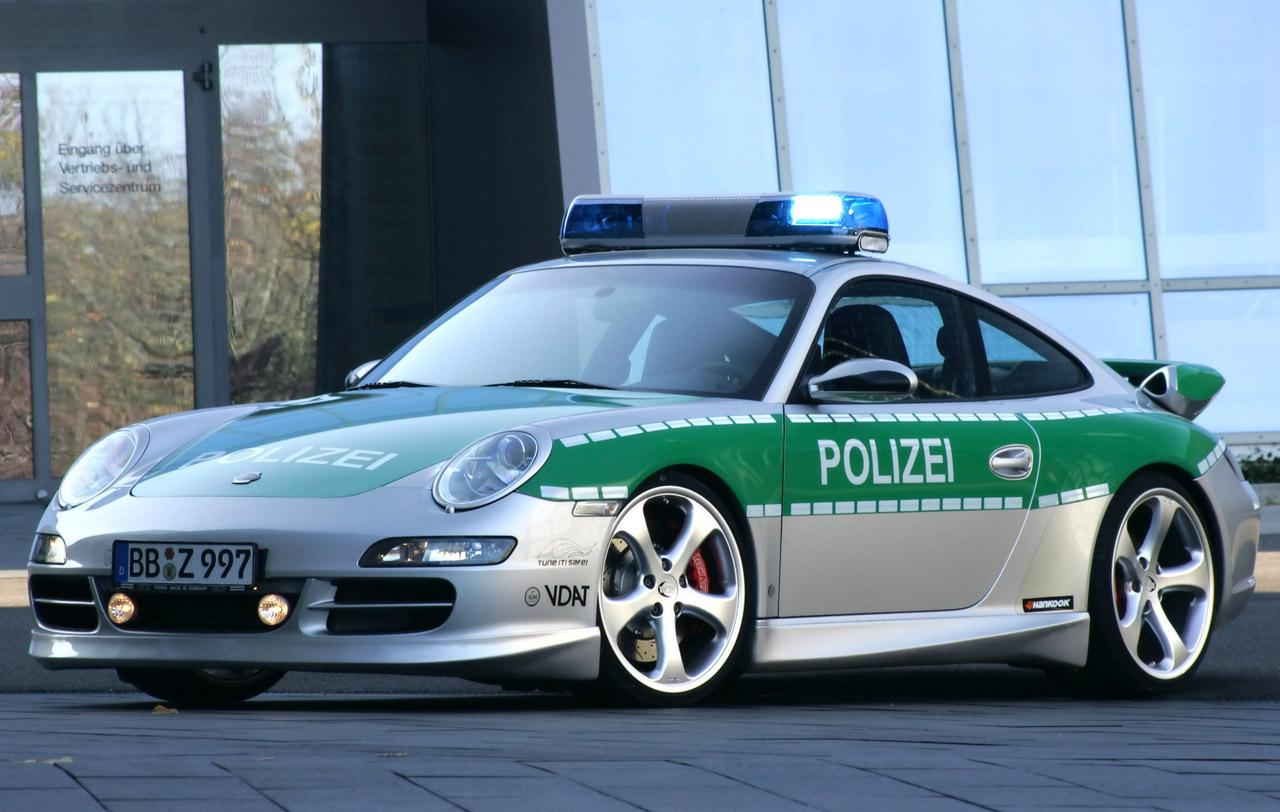 Eingang über
Vertriebs- und
Servicezentrum
POLIZEI
POLIZEI
D BB Z 997
TUNE IT! SAFE!
VDAT
HANKOOK